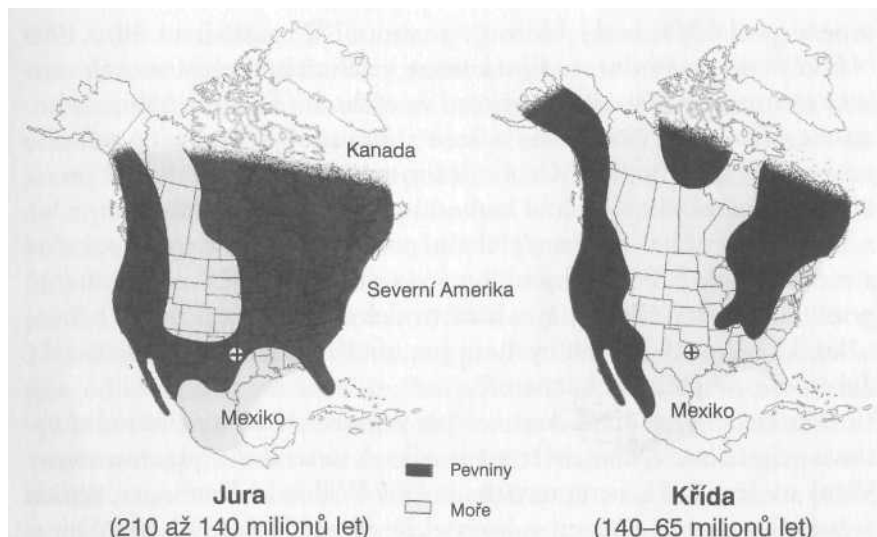 Kanada
Severní Amerika
Mexiko
Mexiko
Pevniny
Moře
Jura
(210 až 140 milionů let)
Křída
(140–65 milionů let)